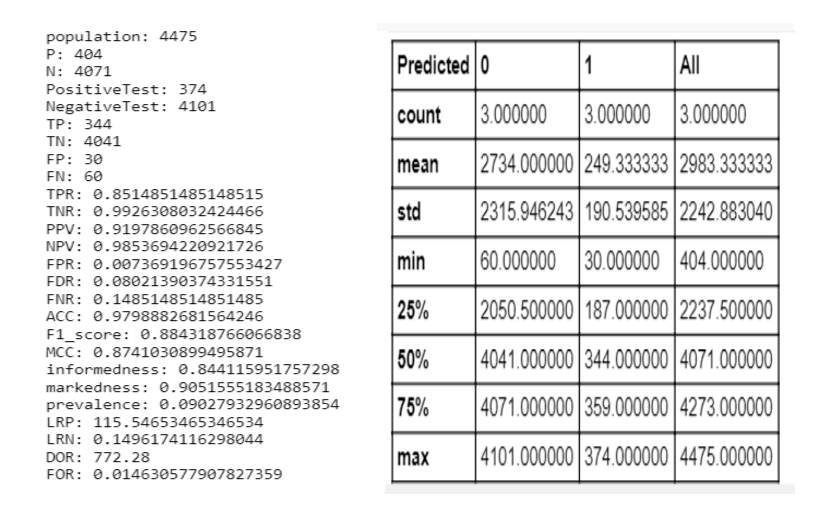 population: 4475
P: 404
N: 4071
PositiveTest: 374
NegativeTest: 4101
TP: 344
TN: 4041
FP: 30
FN: 60
TPR: 0.8514851485148515
TNR: 0.9926308032424466
PPV: 0.9197860962566845
NPV: 0.9853694220921726
FPR: 0.007369196757553427
FDR: 0.08021390374331551
FNR: 0.1485148514851485
ACC: 0.9798882681564246
F1_score: 0.884318766066838
MCC: 0.8741030899495871
informedness: 0.844115951757298
markedness: 0.9051555183488571
prevalence: 0.09027932960893854
LRP: 115.54653465346534
LRN: 0.1496174116298044
DOR: 772.28
FOR: 0.014630577907827359
Predicted 0 1 All
count 3.000000 3.000000 3.000000
mean 2734.000000 249.333333 2983.333333
std 2315.946243 190.539585 2242.883040
min 60.000000 30.000000 404.000000
25% 2050.500000 187.000000 2237.500000
50% 4041.000000 344.000000 4071.000000
75% 4071.000000 359.000000 4273.000000
max 4101.000000 374.000000 4475.000000